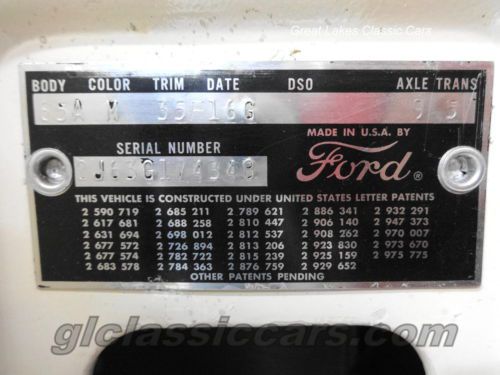 Great Lakes Classic Cars
BODY COLOR TRIM DATE DSO AXLE TRANS
M 35 16G 9 5
SERIAL NUMBER
MADE IN U.S.A. BY
Ford®
THIS VEHICLE IS CONSTRUCTED UNDER UNITED STATES LETTER PATENTS
2 590 719 2 685 211 2 789 621 2 886 341 2 932 291
2 617 681 2 688 258 2 810 447 2 906 140 2 947 373
2 631 694 2 698 012 2 812 537 2 908 262 2 970 007
2 677 572 2 726 894 2 813 206 2 923 830 2 973 670
2 677 574 2 782 722 2 815 239 2 925 159 2 975 775
2 683 578 2 784 363 2 876 759 2 929 652
OTHER PATENTS PENDING
glclassiccars.com